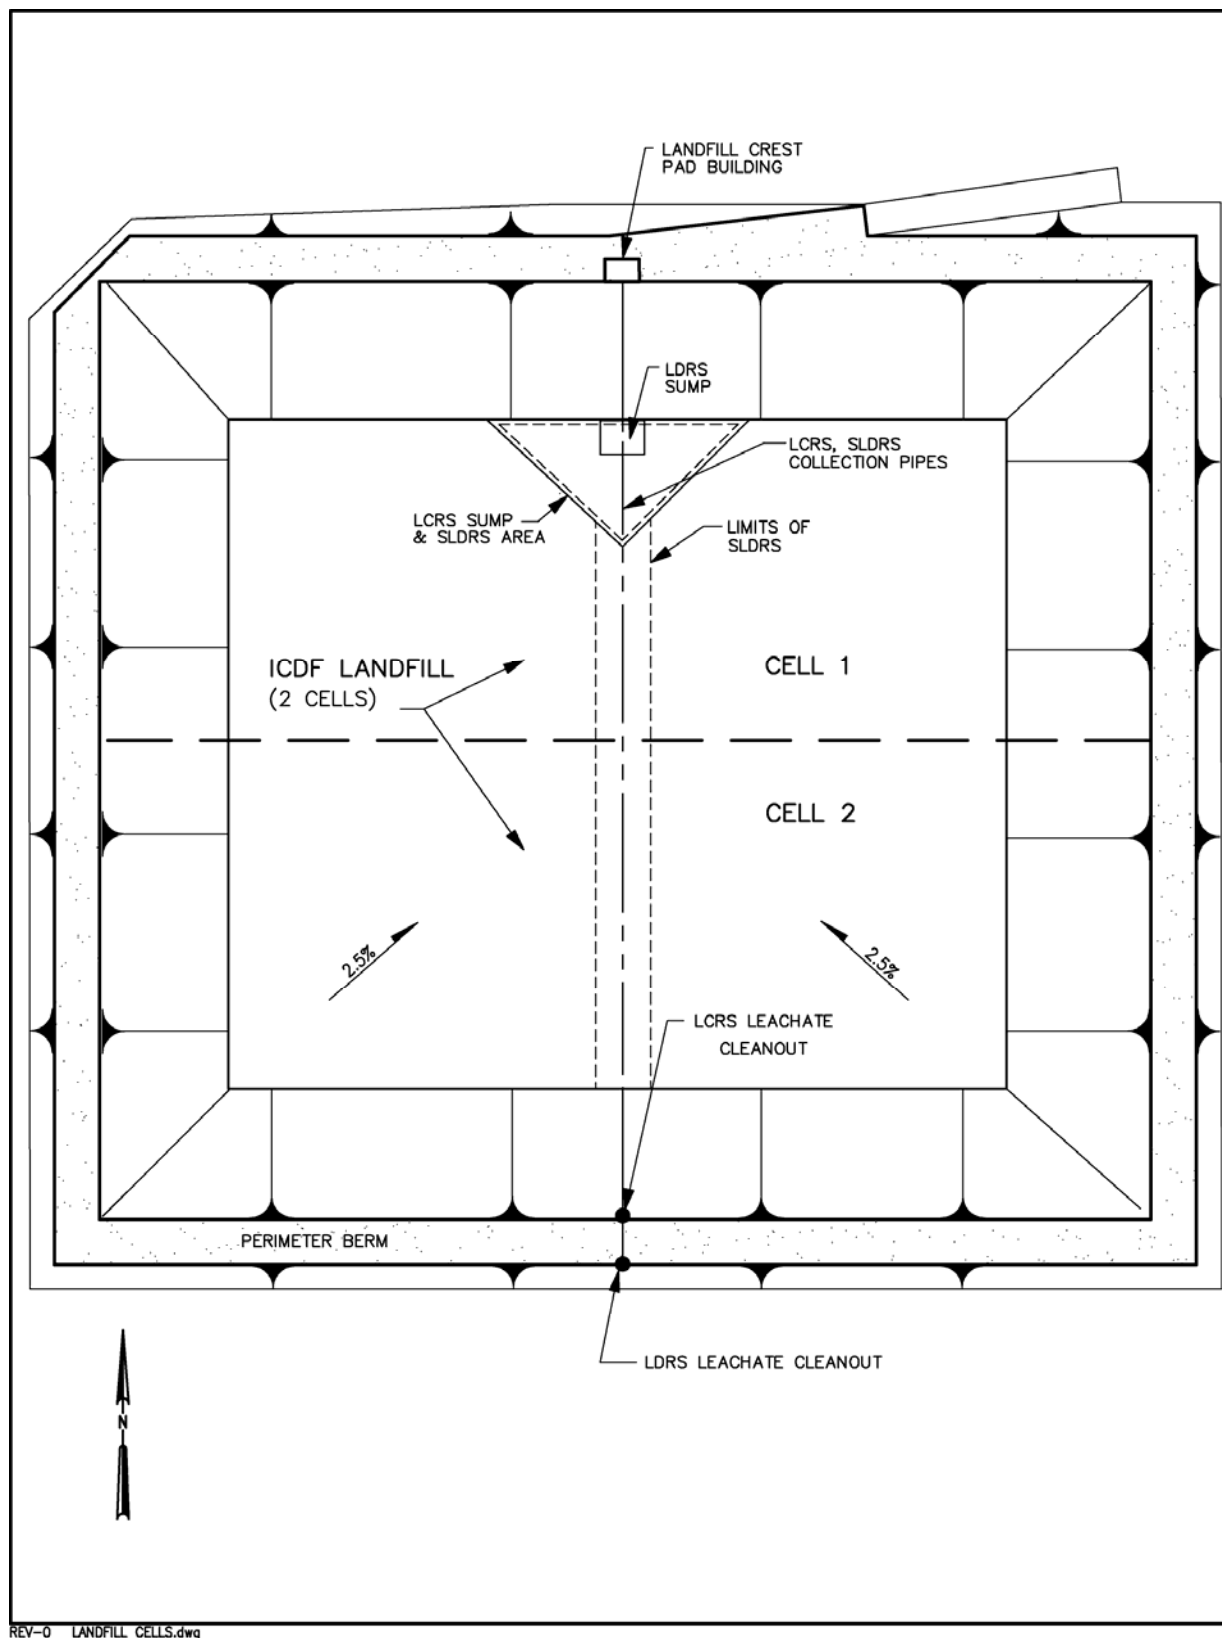 LANDFILL CREST
PAD BUILDING
LDRS
SUMP
LCRS, SLDRS
COLLECTION PIPES
LCRS SUMP
& SLDRS AREA
LIMITS OF
SLDRS
ICDF LANDFILL
(2 CELLS)
CELL 1
CELL 2
2.5%
2.5%
LCRS LEACHATE
CLEANOUT
PERIMETER BERM
LDRS LEACHATE CLEANOUT
N
REV-0 LANDFILL CELLS.dwg